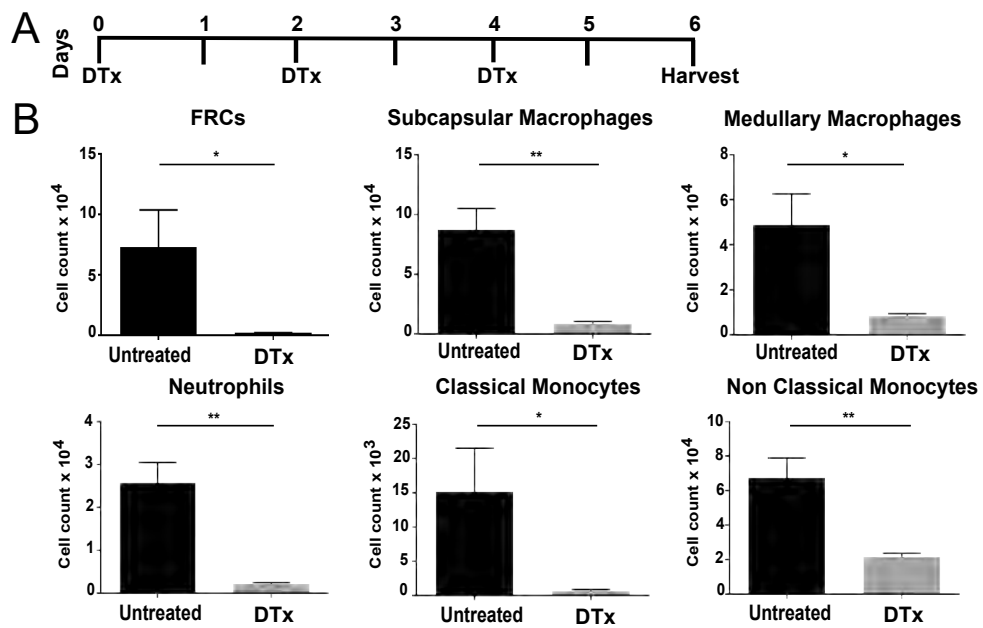 A
0 1 2 3 4 5 6
Days
DTx DTx DTx Harvest
B
FRCs
*
Cell count x 10^4
15
10
5
0
Untreated DTx
Subcapsular Macrophages
**
Cell count x 10^4
15
10
5
0
Untreated DTx
Medullary Macrophages
*
Cell count x 10^4
8
6
4
2
0
Untreated DTx
Neutrophils
**
Cell count x 10^4
4
3
2
1
0
Untreated DTx
Classical Monocytes
*
Cell count x 10^3
25
20
15
10
5
0
Untreated DTx
Non Classical Monocytes
**
Cell count x 10^4
10
8
6
4
2
0
Untreated DTx